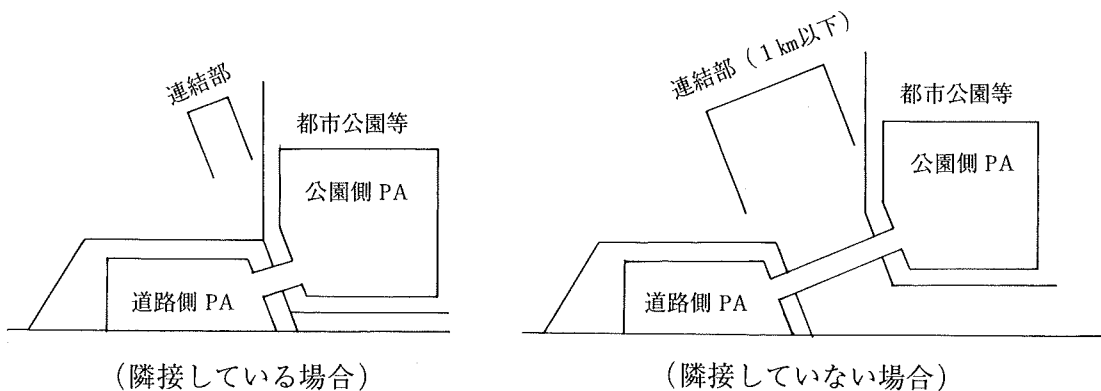 連結部
都市公園等
公園側 PA
道路側 PA
(隣接している場合)
連結部(1㎞以下)
都市公園等
公園側 PA
道路側 PA
(隣接していない場合)